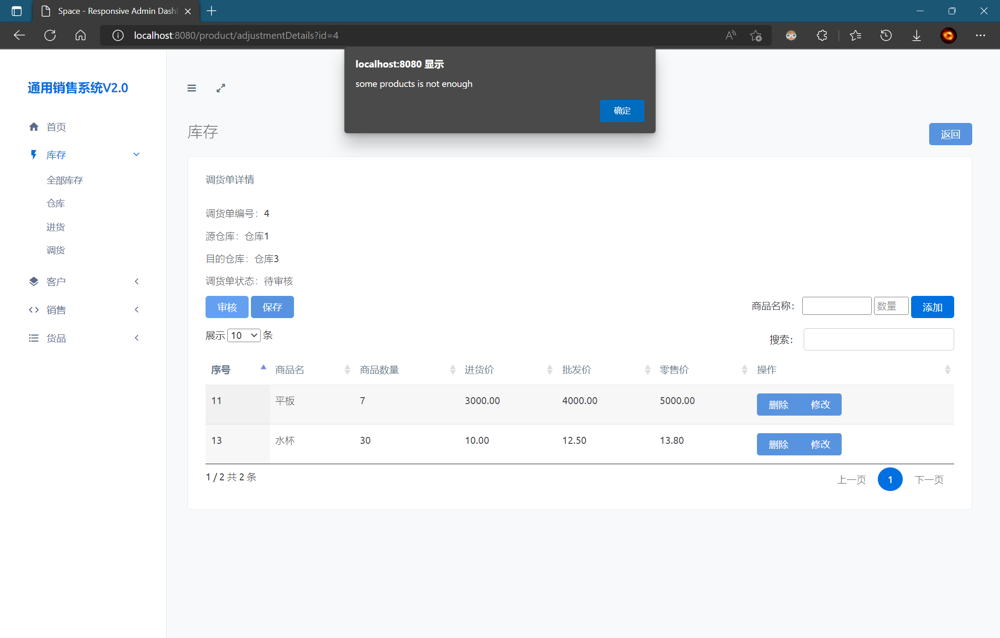 Space - Responsive Admin Dash
localhost:8080/product/adjustmentDetails?id=4
localhost:8080 显示
some products is not enough
确定
通用销售系统V2.0
首页
库存
全部库存
仓库
进货
调货
客户
销售
货品
库存
返回
调货单详情
调货单编号：4
源仓库：仓库1
目的仓库：仓库3
调货单状态：待审核
审核 保存 商品名称： 数量 添加
展示 10 条 搜索：
序号 商品名 商品数量 进货价 批发价 零售价 操作
11 平板 7 3000.00 4000.00 5000.00 删除 修改
13 水杯 30 10.00 12.50 13.80 删除 修改
1 / 2 共 2 条 上一页 1 下一页